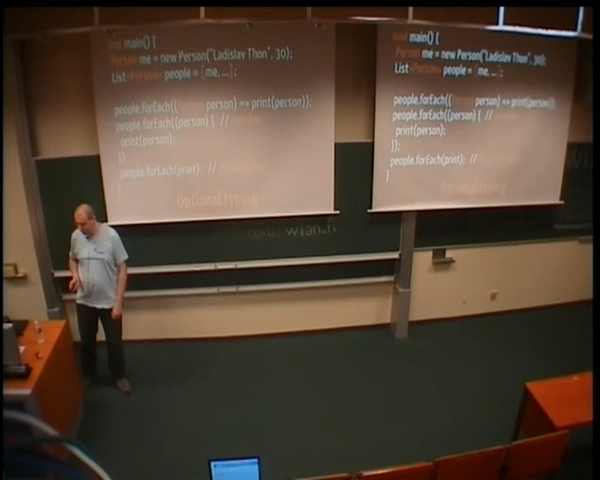 void main() {
Person me = new Person("Ladislav Thon", 30);
List<Person> people = [me, ...];
people.forEach((Person person) => print(person));
people.forEach((person) { //
print(person);
});
people.forEach(print); //
}
Optional typing
void main() {
Person me = new Person("Ladislav Thon", 30);
List<Person> people = [me, ...];
people.forEach((Person person) => print(person));
people.forEach((person) { //
print(person);
});
people.forEach(print); //
}
Optional typing